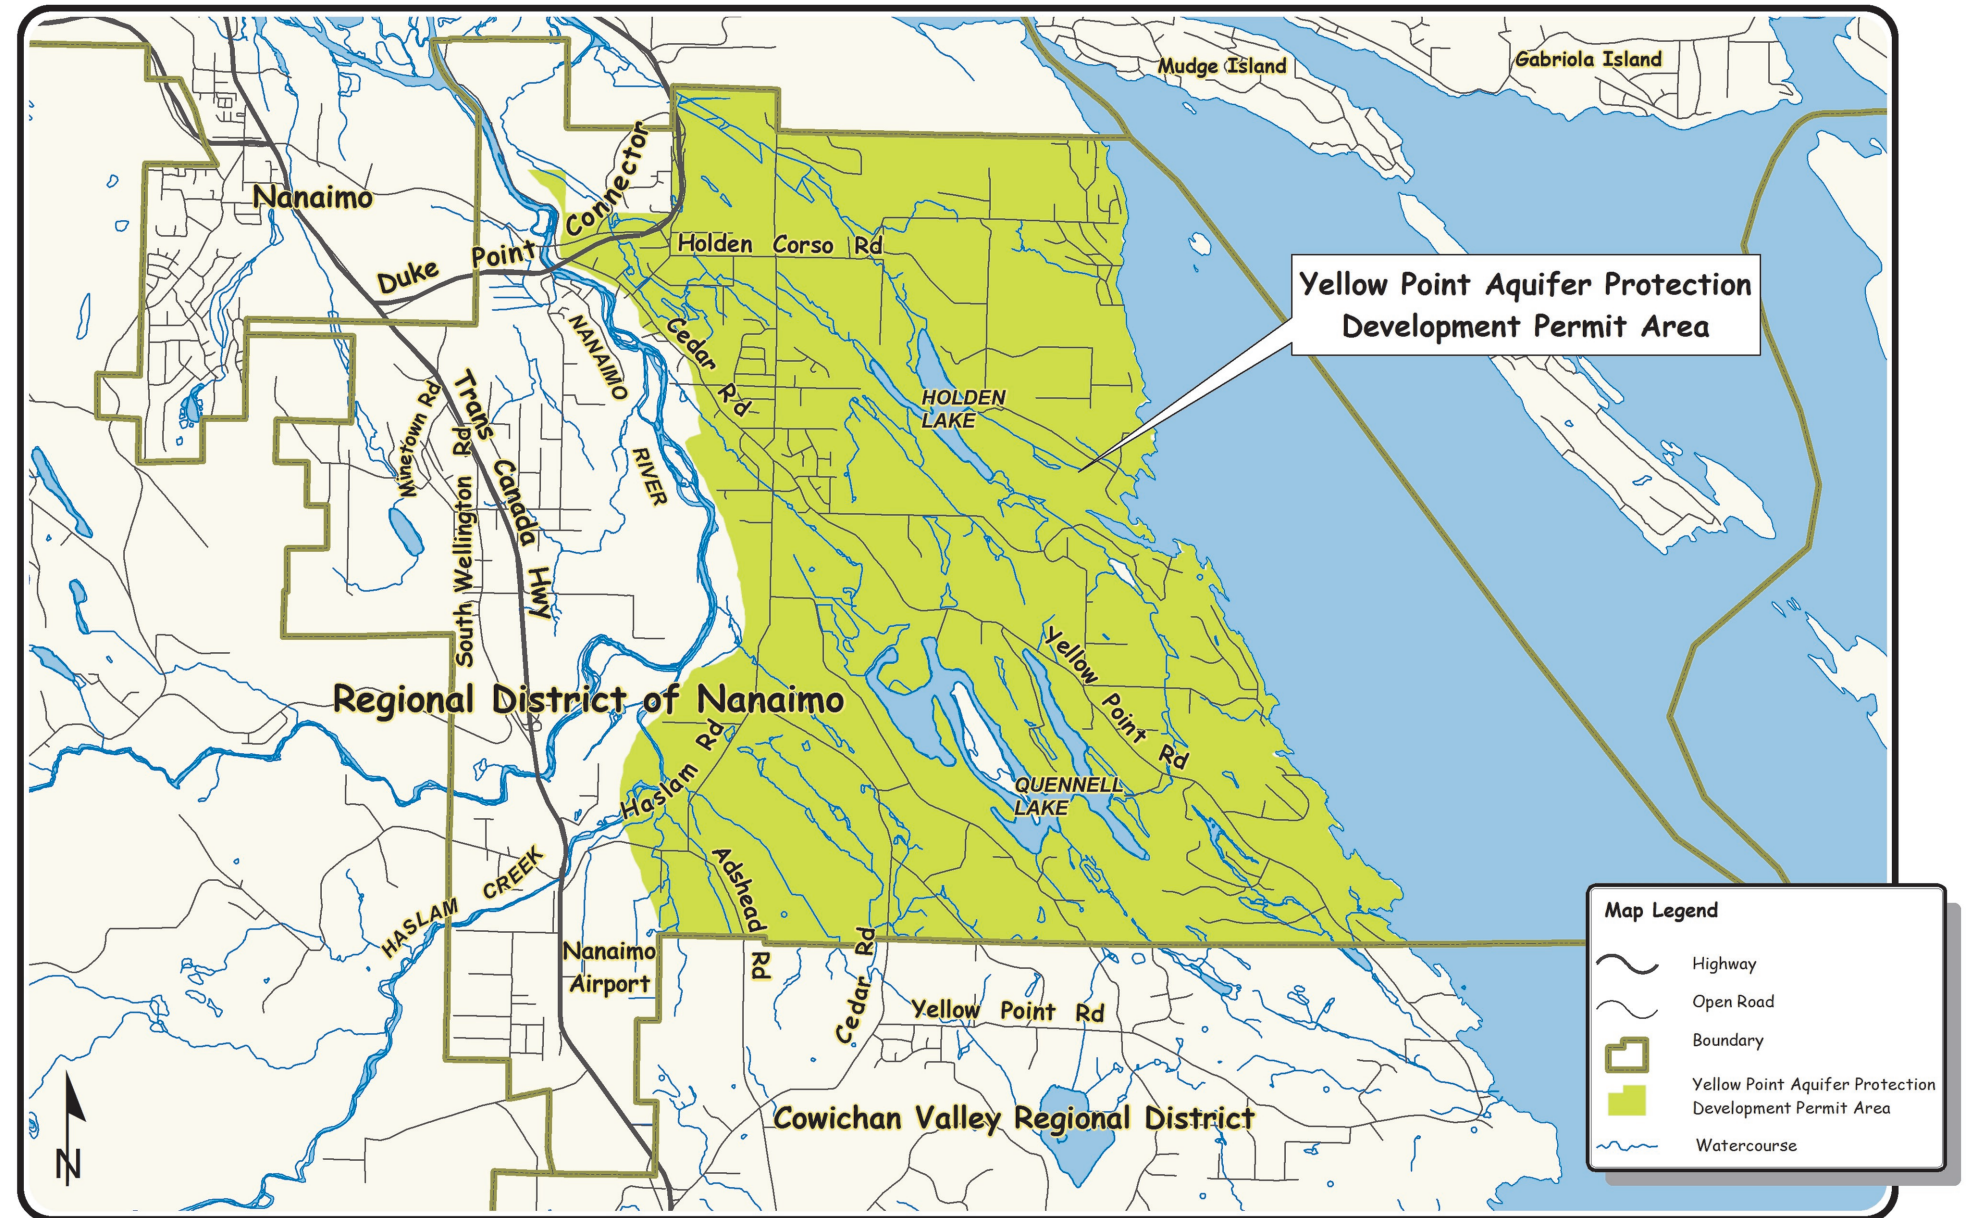 Mudge Island
Gabriola Island
Nanaimo
Duke Point Connector
Holden Corso Rd
Yellow Point Aquifer Protection
Development Permit Area
Cedar Rd
NANAIMO
RIVER
HOLDEN
LAKE
Minetown Rd
Trans Canada Hwy
South Wellington Rd
Yellow Point Rd
Regional District of Nanaimo
Haslam Rd
QUENNELL
LAKE
HASLAM CREEK
Adshead Rd
Nanaimo
Airport
Cedar Rd
Yellow Point Rd
Cowichan Valley Regional District
N
Map Legend
Highway
Open Road
Boundary
Yellow Point Aquifer Protection
Development Permit Area
Watercourse